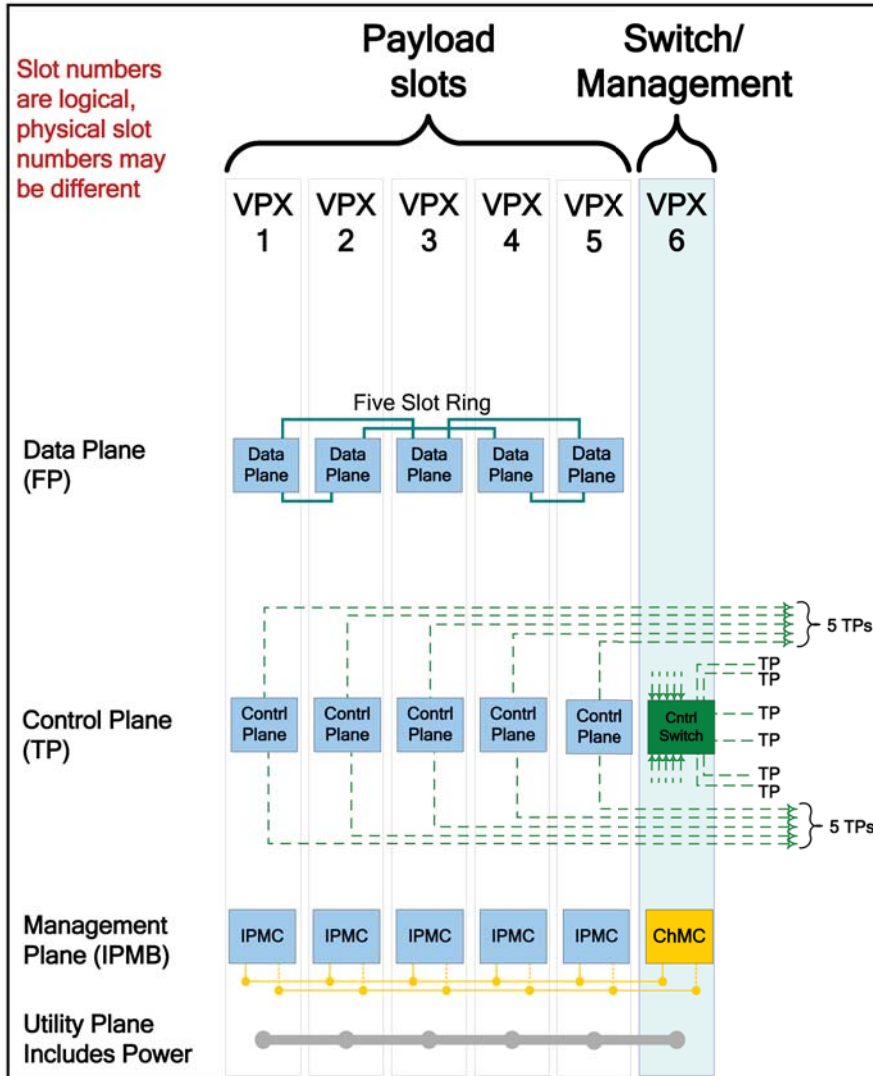 Payload
slots
Switch/
Management
Slot numbers
are logical,
physical slot
numbers may
be different
VPX
1
VPX
2
VPX
3
VPX
4
VPX
5
VPX
6
Five Slot Ring
Data Plane
(FP)
Data
Plane
Data
Plane
Data
Plane
Data
Plane
Data
Plane
5 TPs
TP
TP
Control Plane
(TP)
Contrl
Plane
Contrl
Plane
Contrl
Plane
Contrl
Plane
Contrl
Plane
Cntrl
Switch
TP
TP
TP
TP
5 TPs
Management
Plane (IPMB)
IPMC
IPMC
IPMC
IPMC
IPMC
ChMC
Utility Plane
Includes Power